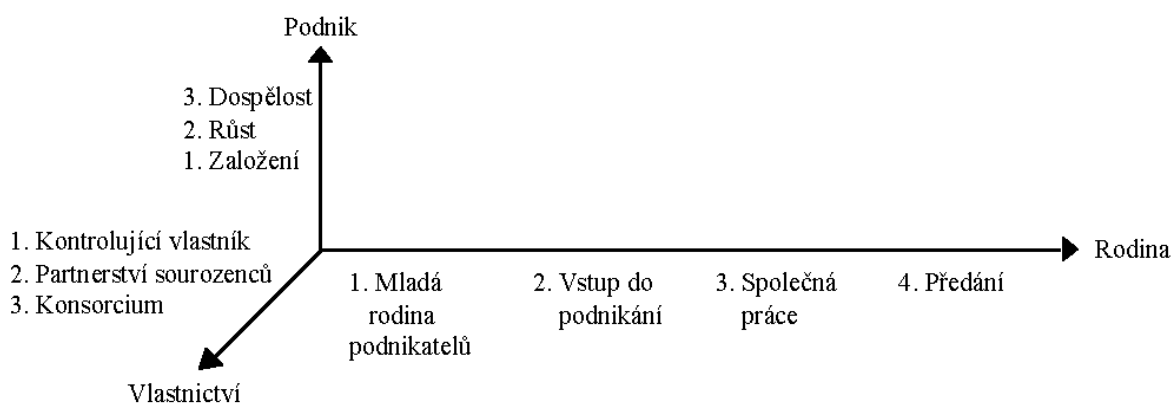 Podnik
3. Dospělost
2. Růst
1. Založení
1. Kontrolující vlastník
2. Partnerství sourozenců
3. Konsorcium
Rodina
1. Mladá
rodina
podnikatelů
2. Vstup do
podnikání
3. Společná
práce
4. Předání
Vlastnictví